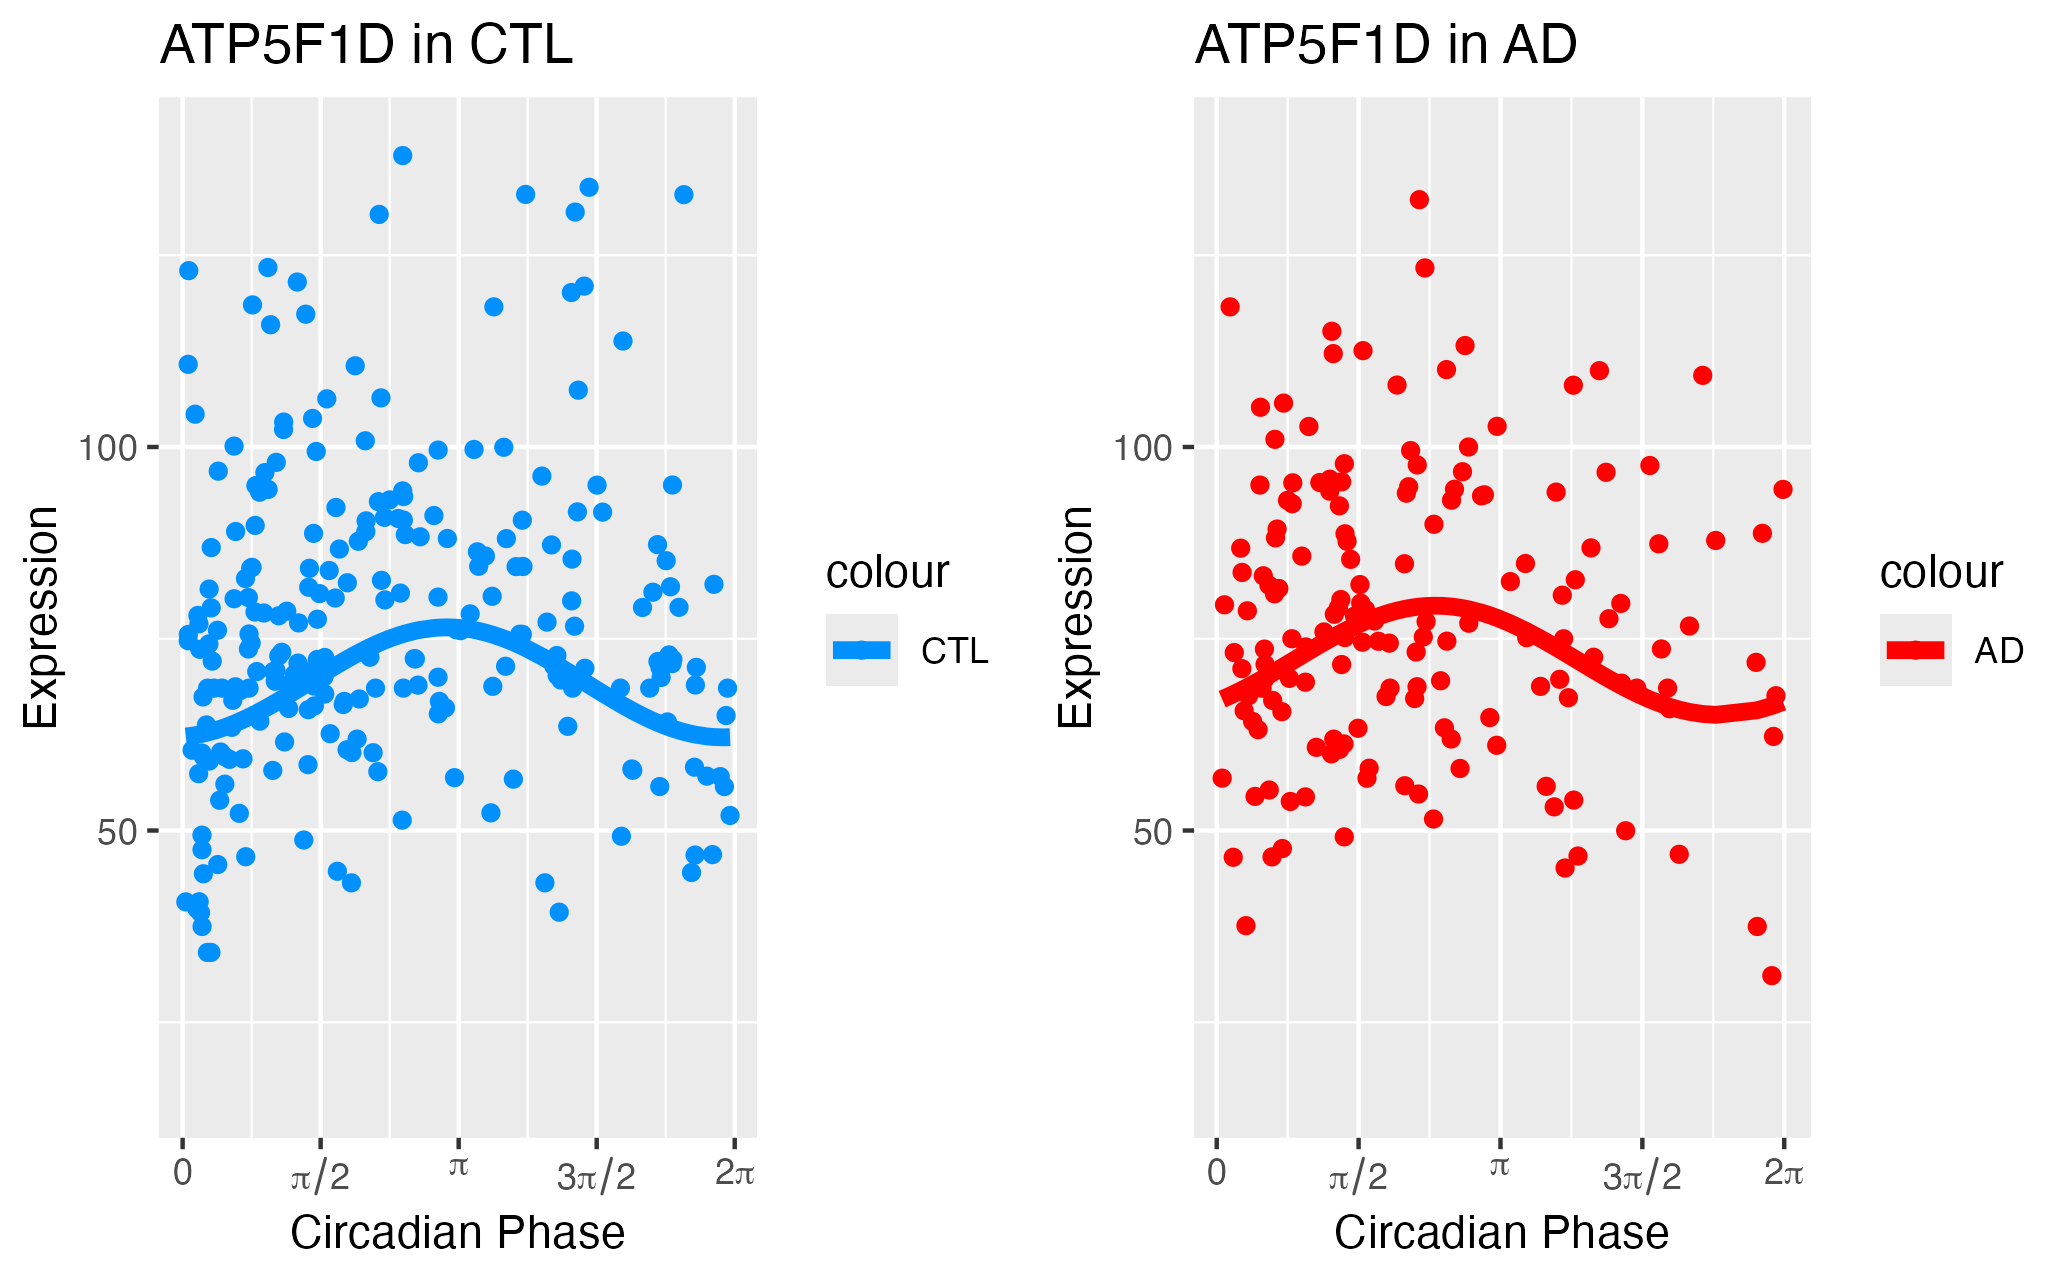 ATP5F1D in CTL
Expression
100
50
0
π/2
π
3π/2
2π
Circadian Phase
colour
CTL
ATP5F1D in AD
Expression
100
50
0
π/2
π
3π/2
2π
Circadian Phase
colour
AD